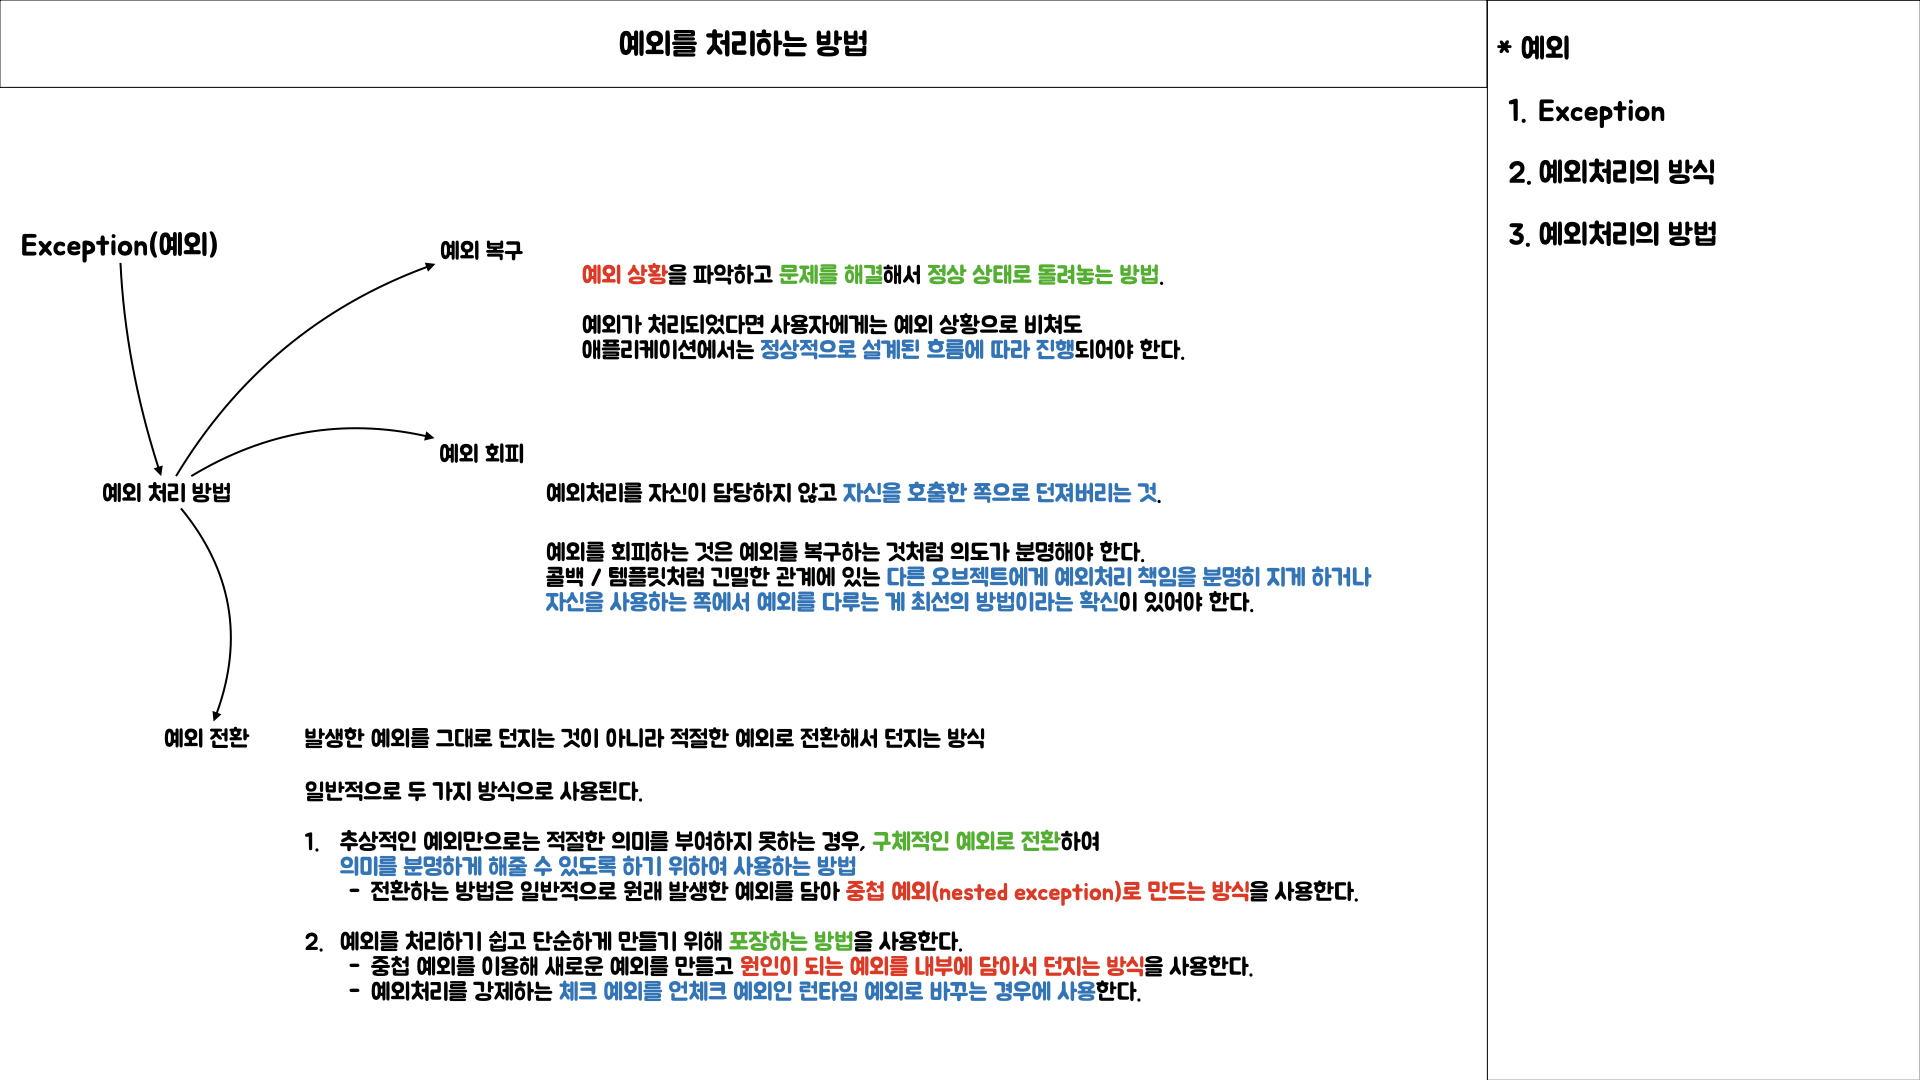 예외를 처리하는 방법
* 예외
1. Exception
2. 예외처리의 방식
3. 예외처리의 방법
Exception(예외)
예외 처리 방법
예외 복구
예외 상황을 파악하고 문제를 해결해서 정상 상태로 돌려놓는 방법.
예외가 처리되었다면 사용자에게는 예외 상황으로 비쳐도
애플리케이션에서는 정상적으로 설계된 흐름에 따라 진행되어야 한다.
예외 회피
예외처리를 자신이 담당하지 않고 자신을 호출한 쪽으로 던져버리는 것.
예외를 회피하는 것은 예외를 복구하는 것처럼 의도가 분명해야 한다.
콜백 / 템플릿처럼 긴밀한 관계에 있는 다른 오브젝트에게 예외처리 책임을 분명히 지게 하거나
자신을 사용하는 쪽에서 예외를 다루는 게 최선의 방법이라는 확신이 있어야 한다.
예외 전환
발생한 예외를 그대로 던지는 것이 아니라 적절한 예외로 전환해서 던지는 방식
일반적으로 두 가지 방식으로 사용된다.
1. 추상적인 예외만으로는 적절한 의미를 부여하지 못하는 경우, 구체적인 예외로 전환하여
의미를 분명하게 해줄 수 있도록 하기 위하여 사용하는 방법
- 전환하는 방법은 일반적으로 원래 발생한 예외를 담아 중첩 예외(nested exception)로 만드는 방식을 사용한다.
2. 예외를 처리하기 쉽고 단순하게 만들기 위해 포장하는 방법을 사용한다.
- 중첩 예외를 이용해 새로운 예외를 만들고 원인이 되는 예외를 내부에 담아서 던지는 방식을 사용한다.
- 예외처리를 강제하는 체크 예외를 언체크 예외인 런타임 예외로 바꾸는 경우에 사용한다.